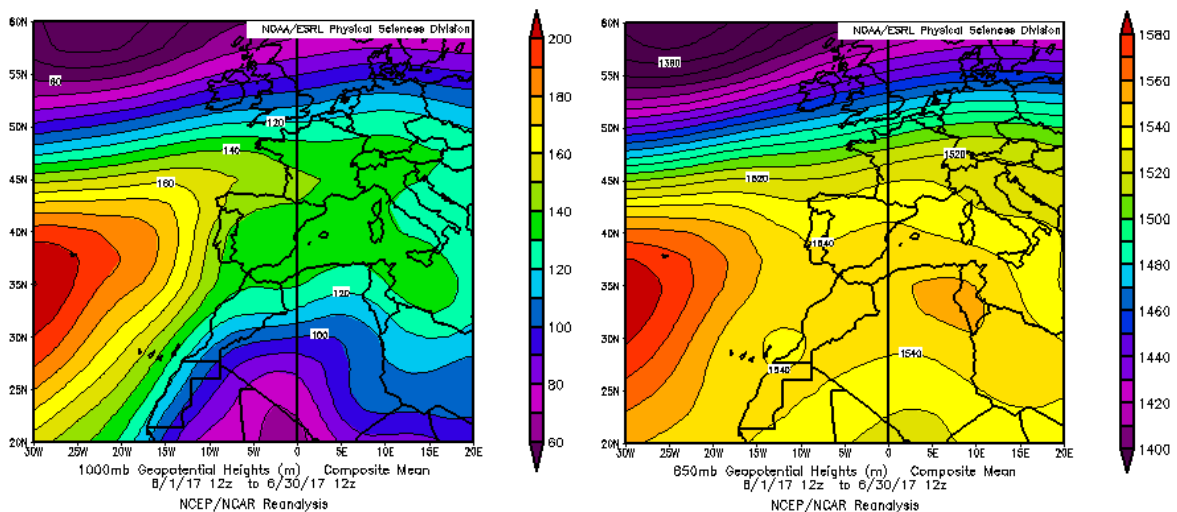 NOAA/ESRL Physical Sciences Division
60N
55N
50N
45N
40N
35N
30N
25N
20N
30W 25W 20W 15W 10W 5W 0 5E 10E 15E 20E
60
120
140
160
120
100
200
180
160
140
120
100
80
60
1000mb Geopotential Heights (m) Composite Mean
6/1/17 12z to 6/30/17 12z
NCEP/NCAR Reanalysis
NOAA/ESRL Physical Sciences Division
60N
55N
50N
45N
40N
35N
30N
25N
20N
30W 25W 20W 15W 10W 5W 0 5E 10E 15E 20E
1380
1520
1520
1540
1540
1540
1580
1560
1540
1520
1500
1480
1460
1440
1420
1400
850mb Geopotential Heights (m) Composite Mean
6/1/17 12z to 6/30/17 12z
NCEP/NCAR Reanalysis